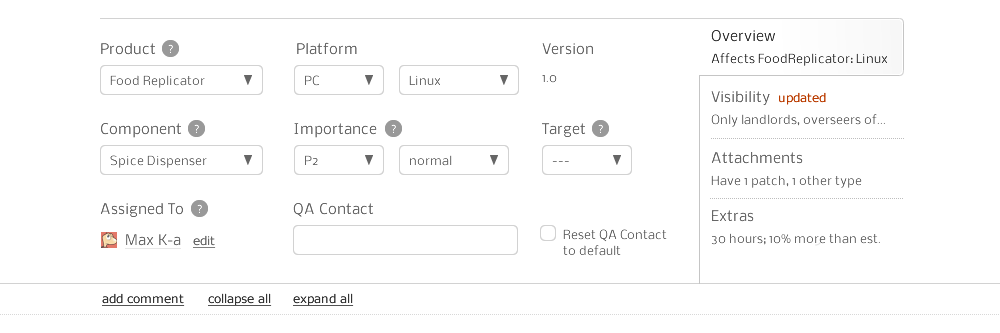 Product ?
Platform
Version
Food Replicator
PC
Linux
1.0
Component ?
Importance ?
Target ?
Spice Dispenser
P2
normal
---
Assigned To ?
QA Contact
Max K-a edit
Reset QA Contact
to default
Overview
Affects FoodReplicator: Linux
Visibility updated
Only landlords, overseers of...
Attachments
Have 1 patch, 1 other type
Extras
30 hours; 10% more than est.
add comment collapse all expand all